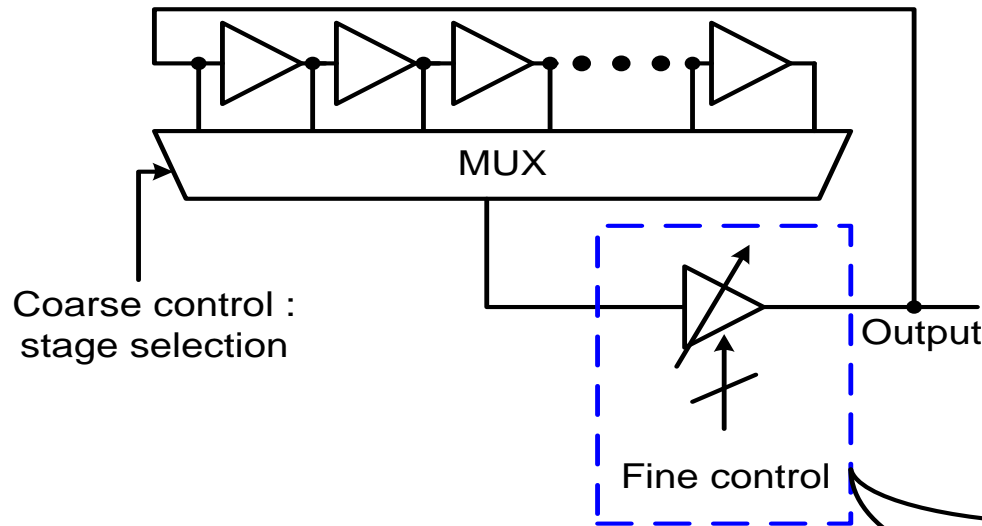 MUX
Coarse control :
stage selection
Output
Fine control